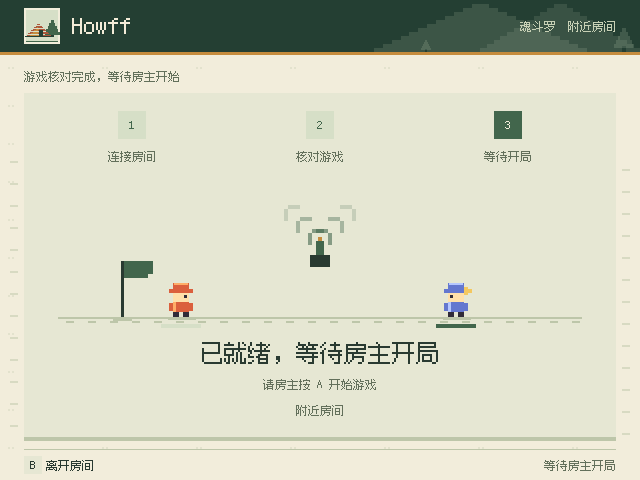 Howff
魂斗罗 附近房间
游戏核对完成，等待房主开始
1
2
3
连接房间
核对游戏
等待开局
已就绪，等待房主开局
请房主按 A 开始游戏
附近房间
B 离开房间
等待房主开局